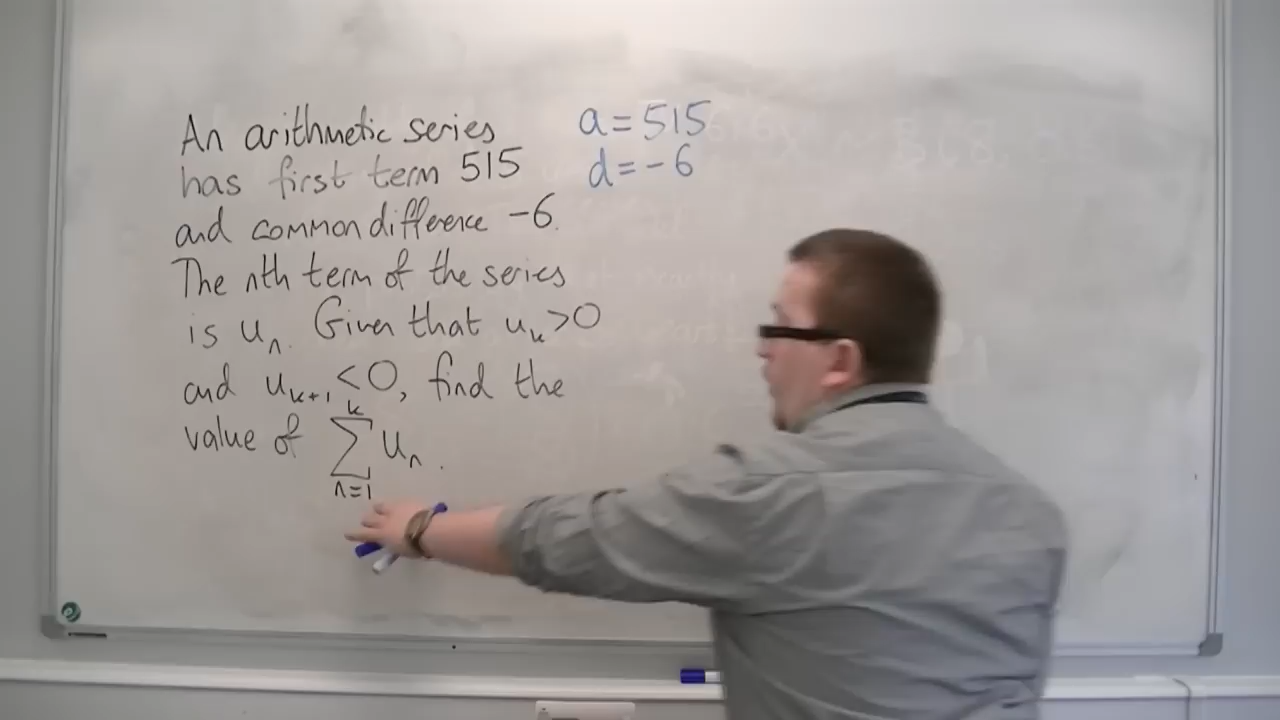 An arithmetic series
has first term 515
and common difference -6.
The nth term of the series
is uₙ. Given that uₖ>0
and uₖ₊₁<0, find the
value of ∑ₙ₌₁ᵏ uₙ.
a=515
d=-6